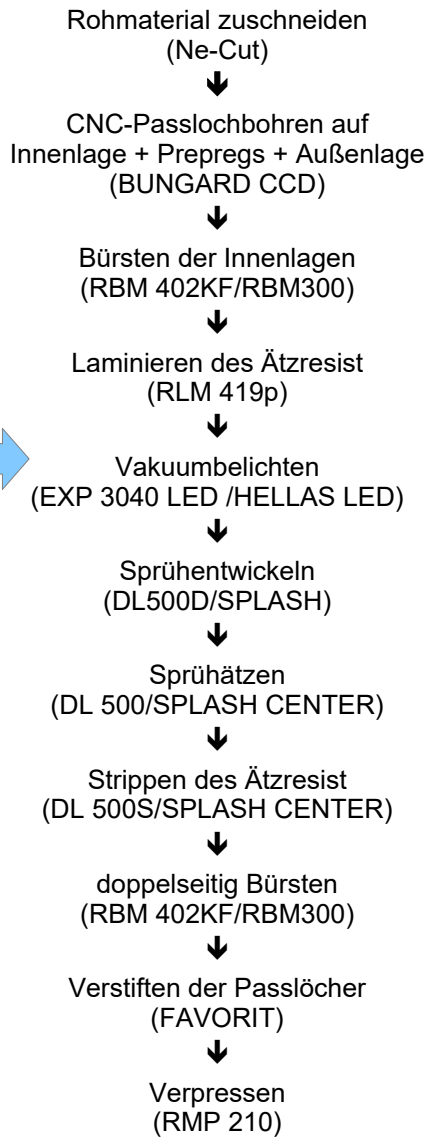 Rohmaterial zuschneiden
(Ne-Cut)
🡻
CNC-Passlochbohren auf
Innenlage + Prepregs + Außenlage
(BUNGARD CCD)
🡻
Bürsten der Innenlagen
(RBM 402KF/RBM300)
🡻
Laminieren des Ätzresist
(RLM 419p)
🡻
Vakuumbelichten
(EXP 3040 LED /HELLAS LED)
🡻
Sprühentwickeln
(DL500D/SPLASH)
🡻
Sprühätzen
(DL 500/SPLASH CENTER)
🡻
Strippen des Ätzresist
(DL 500S/SPLASH CENTER)
🡻
doppelseitig Bürsten
(RBM 402KF/RBM300)
🡻
Verstiften der Passlöcher
(FAVORIT)
🡻
Verpressen
(RMP 210)